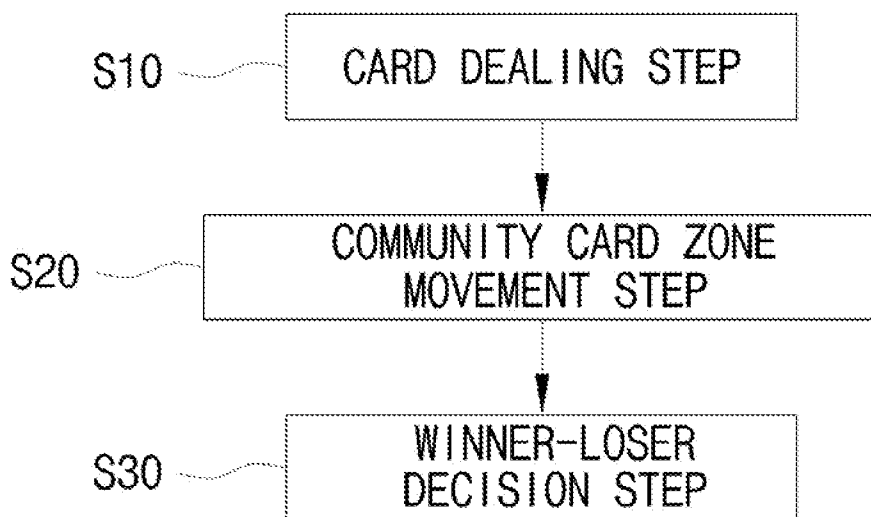 S10 CARD DEALING STEP
S20 COMMUNITY CARD ZONE
MOVEMENT STEP
S30 WINNER-LOSER
DECISION STEP